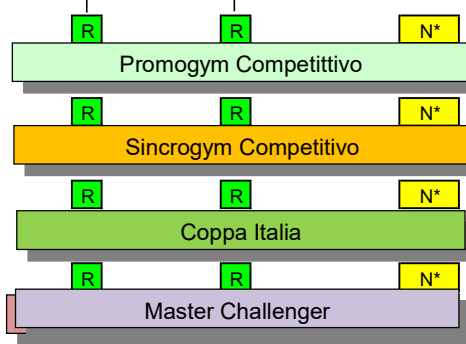 R R N*
Promogym Competittivo
R R N*
Sincrogym Competitivo
R R N*
Coppa Italia
R R N*
Master Challenger